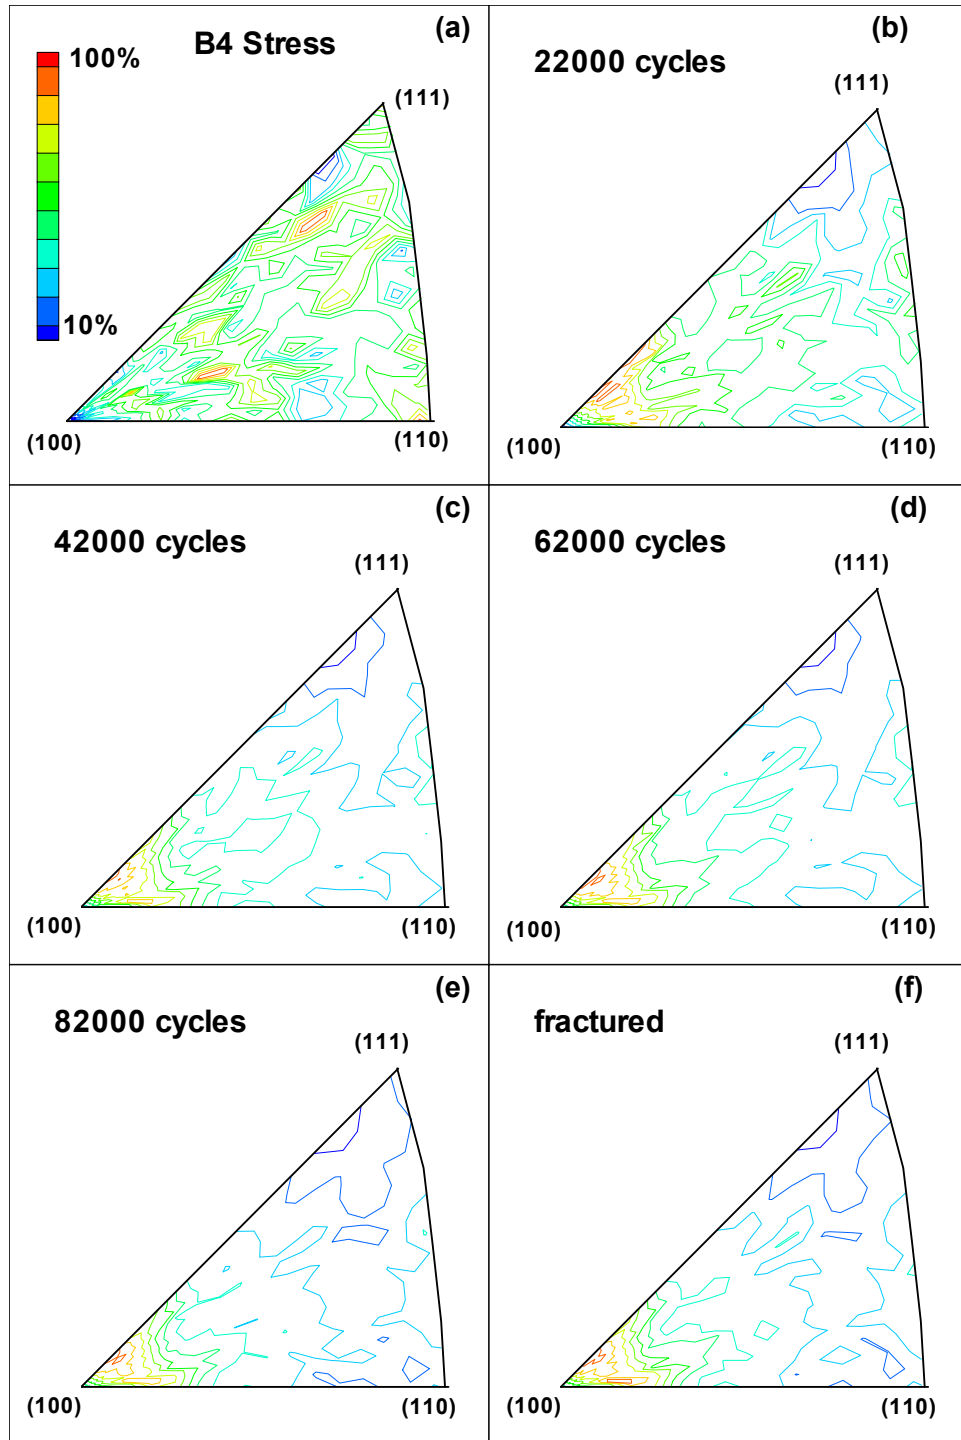 B4 Stress
(a)
100%
10%
(111)
(100)
(110)
22000 cycles
(b)
(111)
(100)
(110)
42000 cycles
(c)
(111)
(100)
(110)
62000 cycles
(d)
(111)
(100)
(110)
82000 cycles
(e)
(111)
(100)
(110)
fractured
(f)
(111)
(100)
(110)